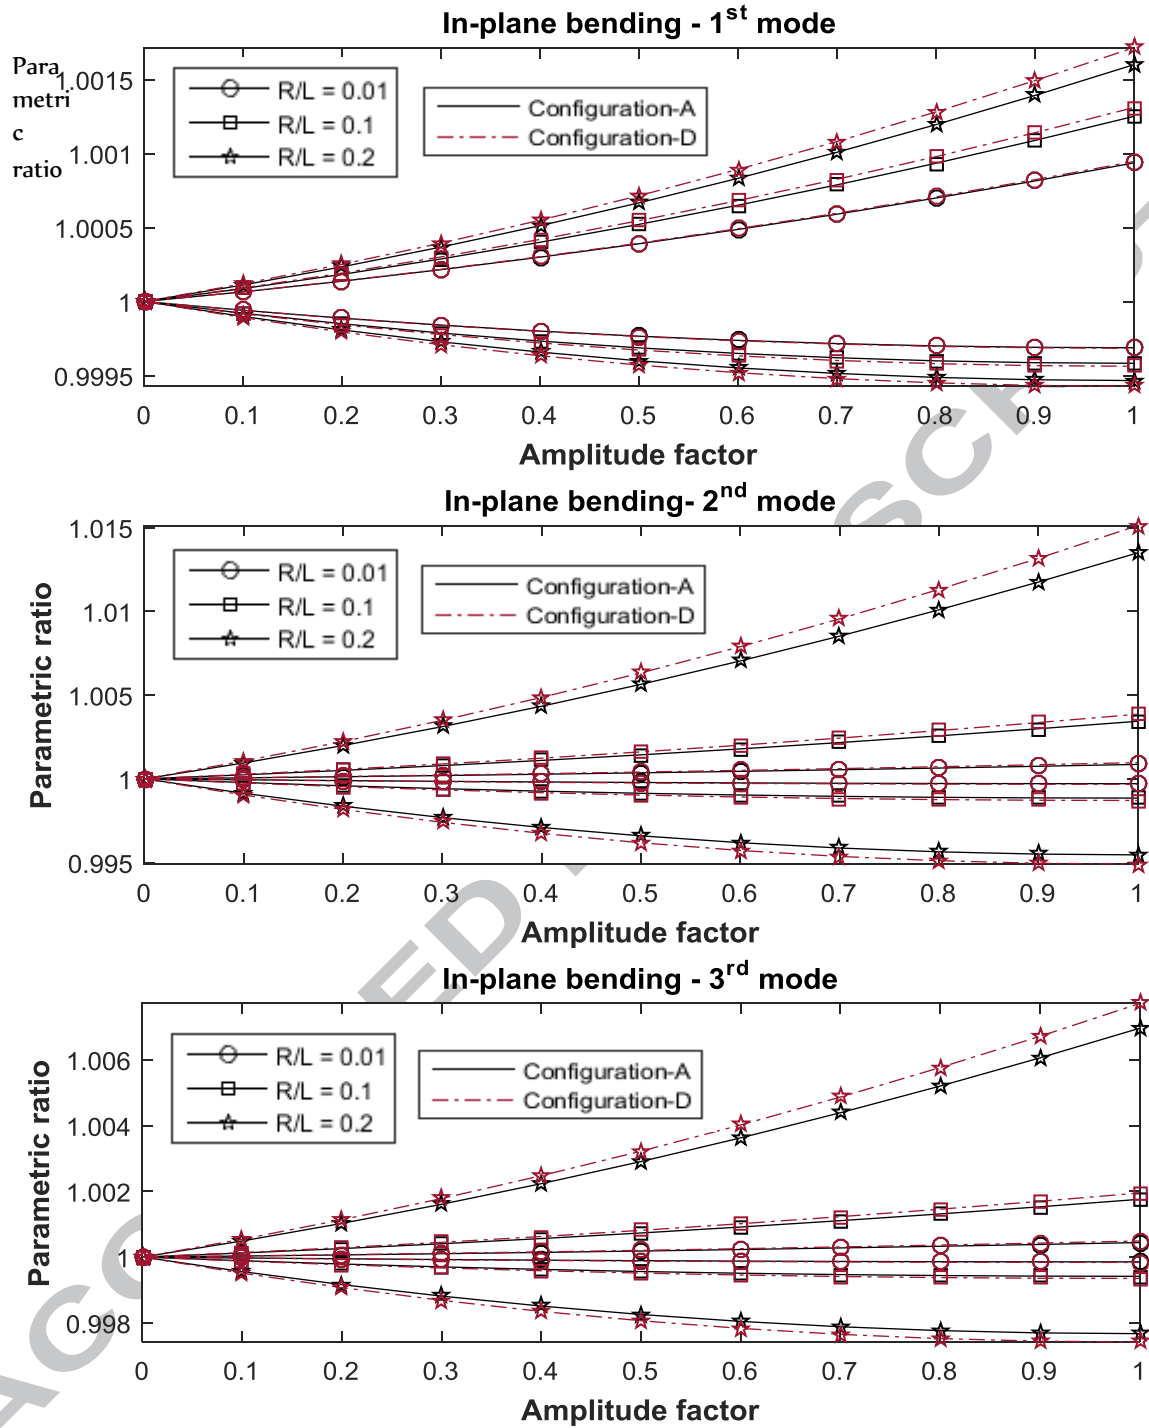 In-plane bending - 1st mode
Para
metri
c
ratio
1.0015
1.001
1.0005
1
0.9995
R/L = 0.01
R/L = 0.1
R/L = 0.2
Configuration-A
Configuration-D
0 0.1 0.2 0.3 0.4 0.5 0.6 0.7 0.8 0.9 1
Amplitude factor
In-plane bending- 2nd mode
Parametric ratio
1.015
1.01
1.005
1
0.995
R/L = 0.01
R/L = 0.1
R/L = 0.2
Configuration-A
Configuration-D
0 0.1 0.2 0.3 0.4 0.5 0.6 0.7 0.8 0.9 1
Amplitude factor
In-plane bending - 3rd mode
Parametric ratio
1.006
1.004
1.002
1
0.998
R/L = 0.01
R/L = 0.1
R/L = 0.2
Configuration-A
Configuration-D
0 0.1 0.2 0.3 0.4 0.5 0.6 0.7 0.8 0.9 1
Amplitude factor